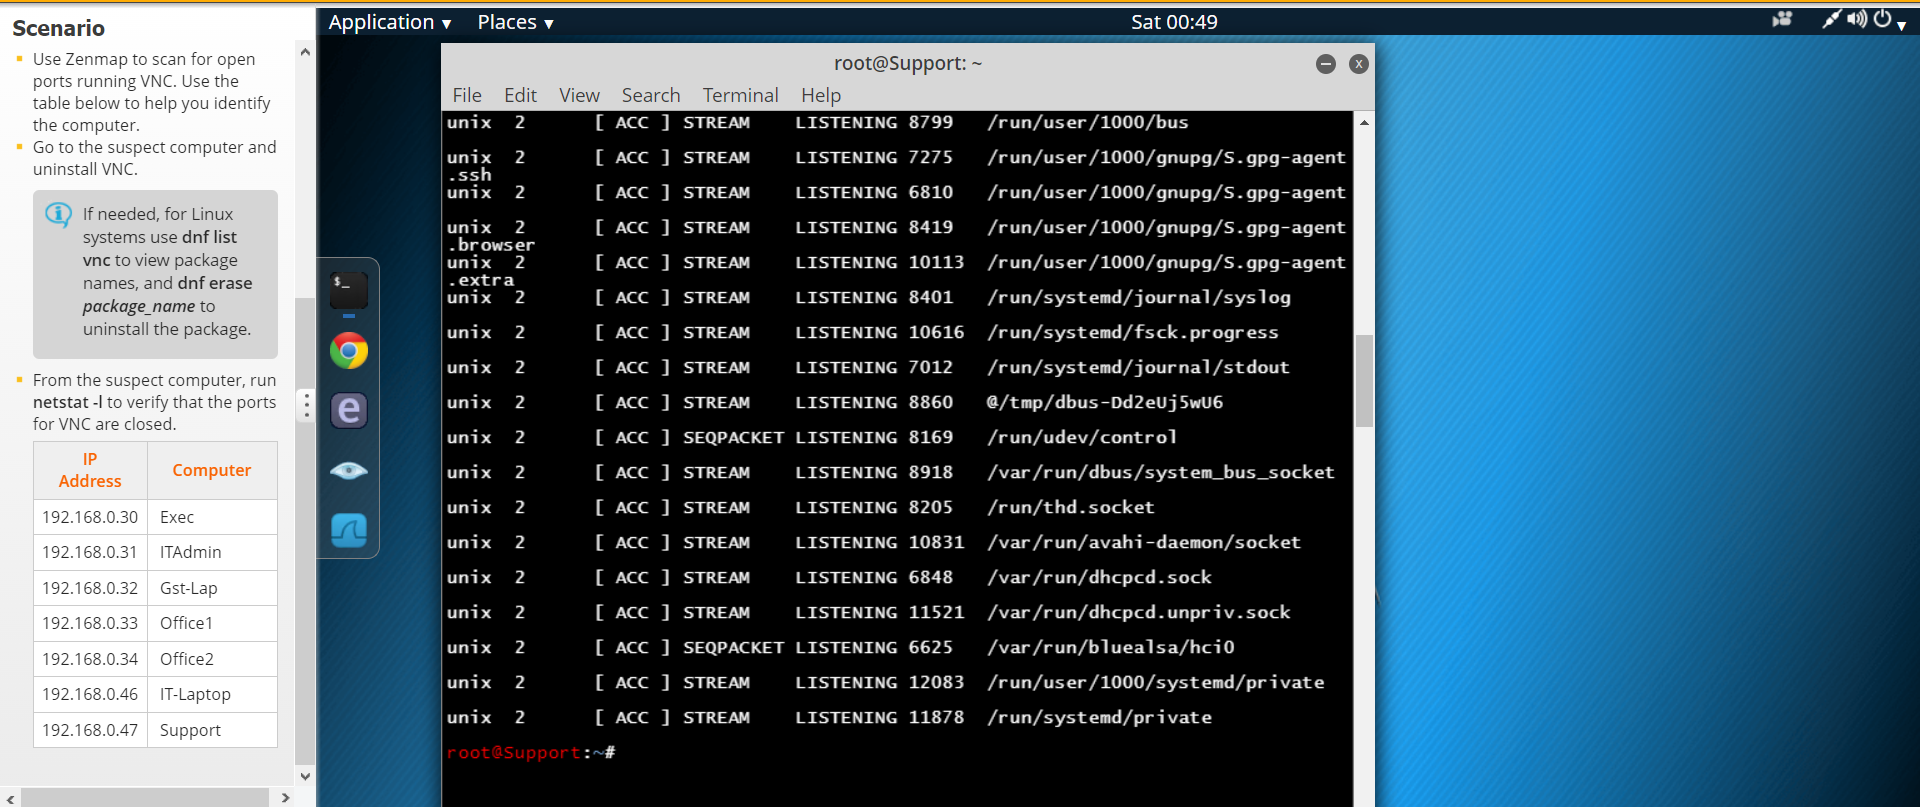 Scenario
Use Zenmap to scan for open
ports running VNC. Use the
table below to help you identify
the computer.
Go to the suspect computer and
uninstall VNC.
If needed, for Linux
systems use dnf list
vnc to view package
names, and dnf erase
package_name to
uninstall the package.
From the suspect computer, run
netstat -l to verify that the ports
for VNC are closed.
IP Address Computer
192.168.0.30 Exec
192.168.0.31 ITAdmin
192.168.0.32 Gst-Lap
192.168.0.33 Office1
192.168.0.34 Office2
192.168.0.46 IT-Laptop
192.168.0.47 Support
Application ▾ Places ▾ Sat 00:49
root@Support: ~
File Edit View Search Terminal Help
unix 2 [ ACC ] STREAM LISTENING 8799 /run/user/1000/bus
unix 2 [ ACC ] STREAM LISTENING 7275 /run/user/1000/gnupg/S.gpg-agent
.ssh
unix 2 [ ACC ] STREAM LISTENING 6810 /run/user/1000/gnupg/S.gpg-agent
unix 2 [ ACC ] STREAM LISTENING 8419 /run/user/1000/gnupg/S.gpg-agent
.browser
unix 2 [ ACC ] STREAM LISTENING 10113 /run/user/1000/gnupg/S.gpg-agent
.extra
unix 2 [ ACC ] STREAM LISTENING 8401 /run/systemd/journal/syslog
unix 2 [ ACC ] STREAM LISTENING 10616 /run/systemd/fsck.progress
unix 2 [ ACC ] STREAM LISTENING 7012 /run/systemd/journal/stdout
unix 2 [ ACC ] STREAM LISTENING 8860 @/tmp/dbus-Dd2eUj5wU6
unix 2 [ ACC ] SEQPACKET LISTENING 8169 /run/udev/control
unix 2 [ ACC ] STREAM LISTENING 8918 /var/run/dbus/system_bus_socket
unix 2 [ ACC ] STREAM LISTENING 8205 /run/thd.socket
unix 2 [ ACC ] STREAM LISTENING 10831 /var/run/avahi-daemon/socket
unix 2 [ ACC ] STREAM LISTENING 6848 /var/run/dhcpcd.sock
unix 2 [ ACC ] STREAM LISTENING 11521 /var/run/dhcpcd.unpriv.sock
unix 2 [ ACC ] SEQPACKET LISTENING 6625 /var/run/bluealsa/hci0
unix 2 [ ACC ] STREAM LISTENING 12083 /run/user/1000/systemd/private
unix 2 [ ACC ] STREAM LISTENING 11878 /run/systemd/private
root@Support:~#